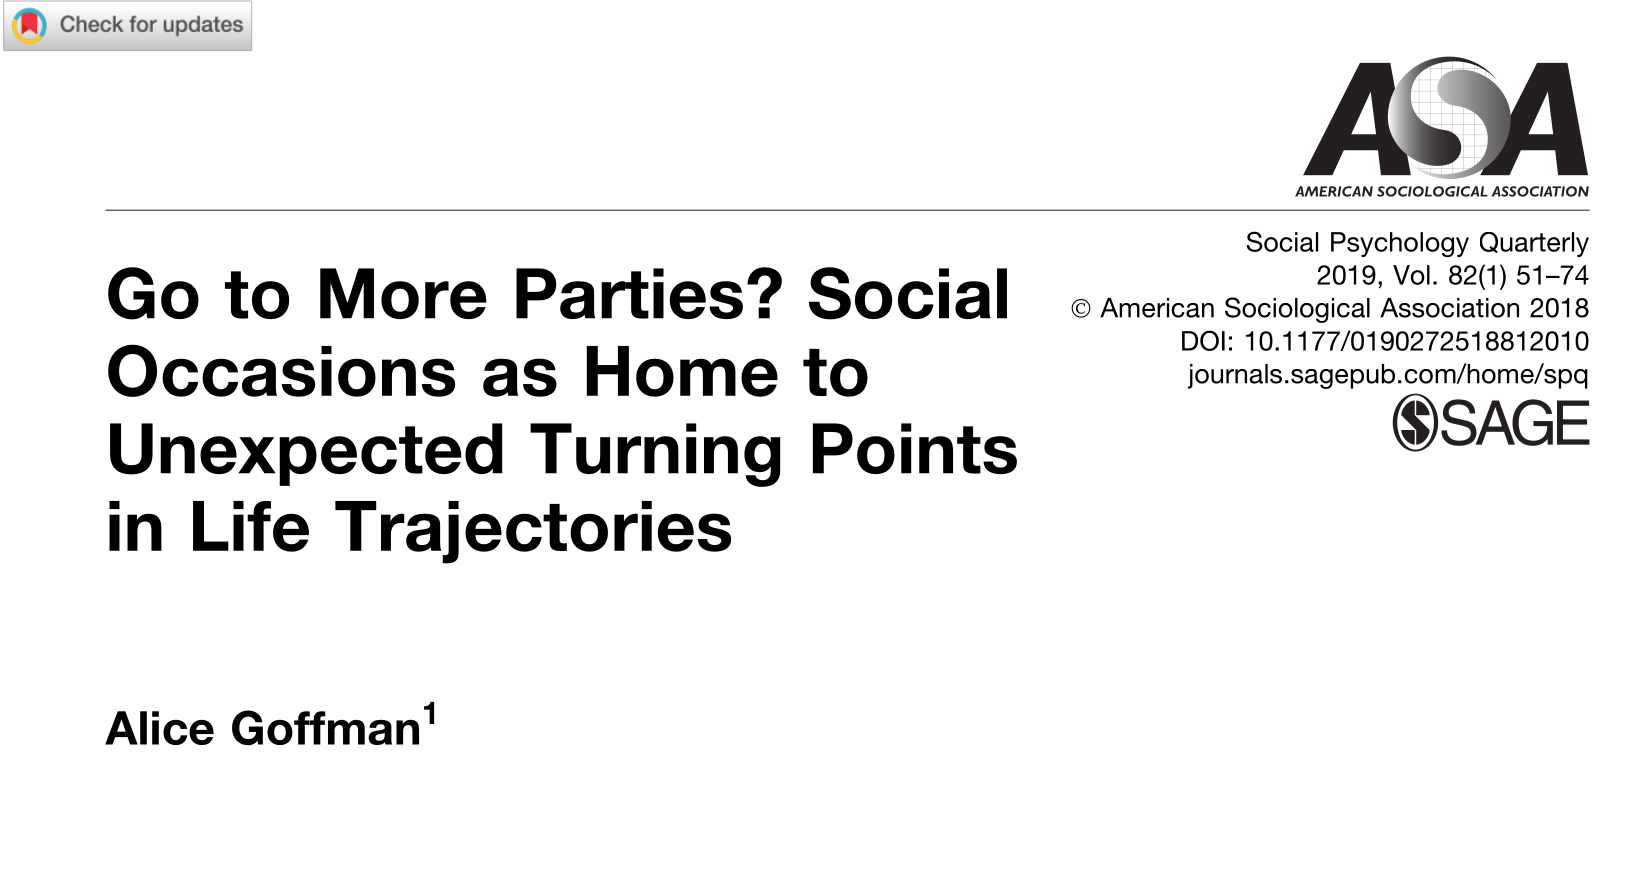 Check for updates
ASA
AMERICAN SOCIOLOGICAL ASSOCIATION
Social Psychology Quarterly
2019, Vol. 82(1) 51–74
© American Sociological Association 2018
DOI: 10.1177/0190272518812010
journals.sagepub.com/home/spq
SAGE
Go to More Parties? Social
Occasions as Home to
Unexpected Turning Points
in Life Trajectories
Alice Goffman¹